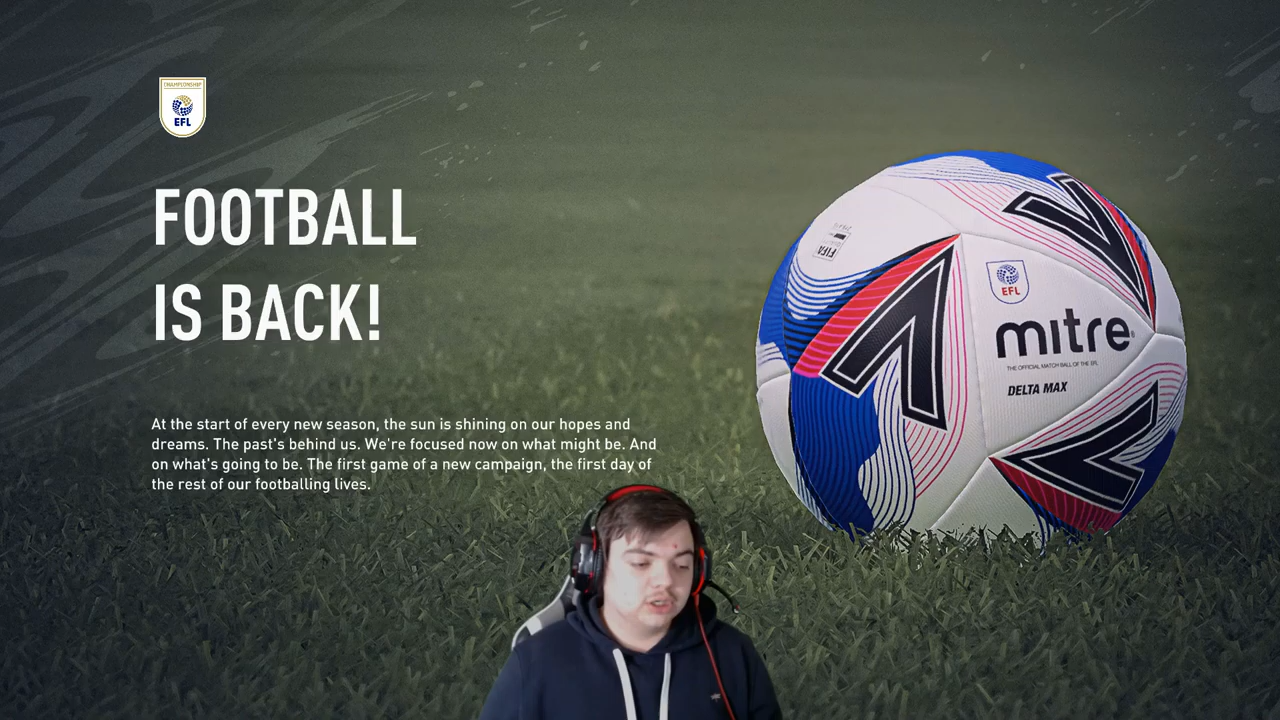 CHAMPIONSHIP
EFL
FOOTBALL
IS BACK!
At the start of every new season, the sun is shining on our hopes and
dreams. The past's behind us. We're focused now on what might be. And
on what's going to be. The first game of a new campaign, the first day of
the rest of our footballing lives.
FIFA
EFL
mitre
THE OFFICIAL MATCH BALL OF THE EFL
DELTA MAX